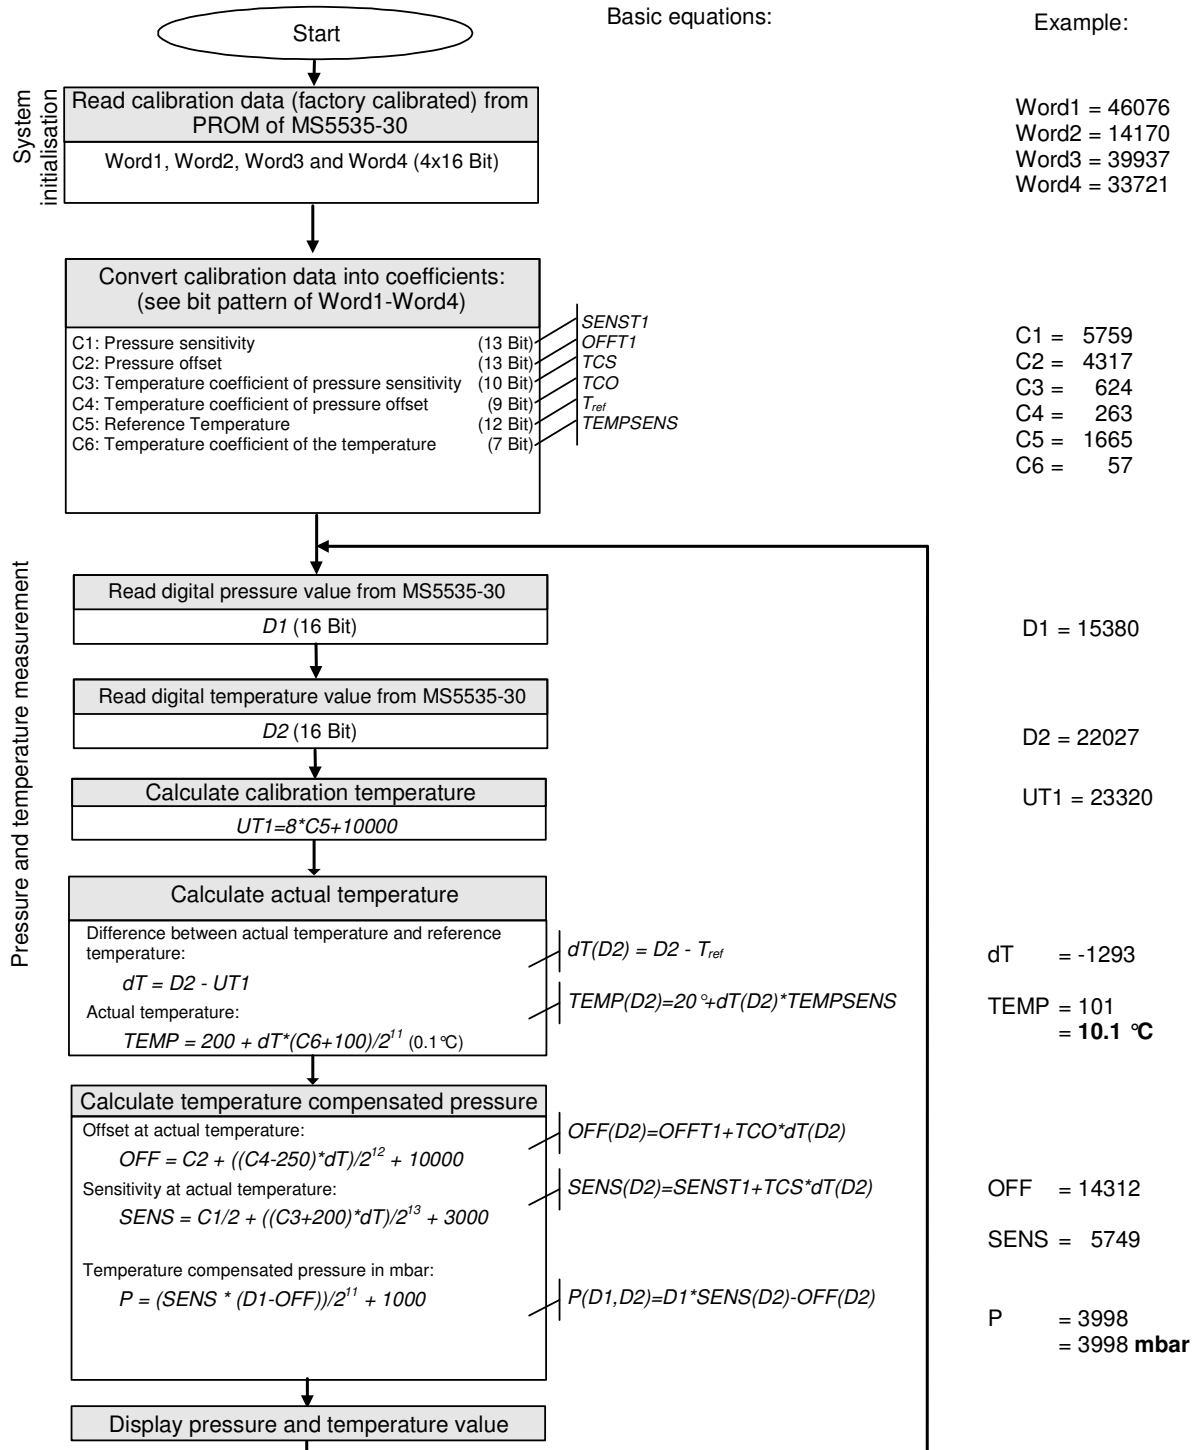 Basic equations:
Example:
Start
System
initialisation
Read calibration data (factory calibrated) from
PROM of MS5535-30
Word1, Word2, Word3 and Word4 (4x16 Bit)
Word1 = 46076
Word2 = 14170
Word3 = 39937
Word4 = 33721
Convert calibration data into coefficients:
(see bit pattern of Word1-Word4)
C1: Pressure sensitivity (13 Bit) SENST1
C2: Pressure offset (13 Bit) OFFT1
C3: Temperature coefficient of pressure sensitivity (10 Bit) TCS
C4: Temperature coefficient of pressure offset (9 Bit) TCO
C5: Reference Temperature (12 Bit) T_ref
C6: Temperature coefficient of the temperature (7 Bit) TEMPSENS
C1 = 5759
C2 = 4317
C3 = 624
C4 = 263
C5 = 1665
C6 = 57
Pressure and temperature measurement
Read digital pressure value from MS5535-30
D1 (16 Bit)
D1 = 15380
Read digital temperature value from MS5535-30
D2 (16 Bit)
D2 = 22027
Calculate calibration temperature
UT1=8*C5+10000
UT1 = 23320
Calculate actual temperature
Difference between actual temperature and reference
temperature:
dT = D2 - UT1
dT(D2) = D2 - T_ref
dT = -1293
Actual temperature:
TEMP = 200 + dT*(C6+100)/2^11 (0.1°C)
TEMP(D2)=20°+dT(D2)*TEMPSENS
TEMP = 101
= 10.1 °C
Calculate temperature compensated pressure
Offset at actual temperature:
OFF = C2 + ((C4-250)*dT)/2^12 + 10000
OFF(D2)=OFFT1+TCO*dT(D2)
OFF = 14312
Sensitivity at actual temperature:
SENS = C1/2 + ((C3+200)*dT)/2^13 + 3000
SENS(D2)=SENST1+TCS*dT(D2)
SENS = 5749
Temperature compensated pressure in mbar:
P = (SENS * (D1-OFF))/2^11 + 1000
P(D1,D2)=D1*SENS(D2)-OFF(D2)
P = 3998
= 3998 mbar
Display pressure and temperature value